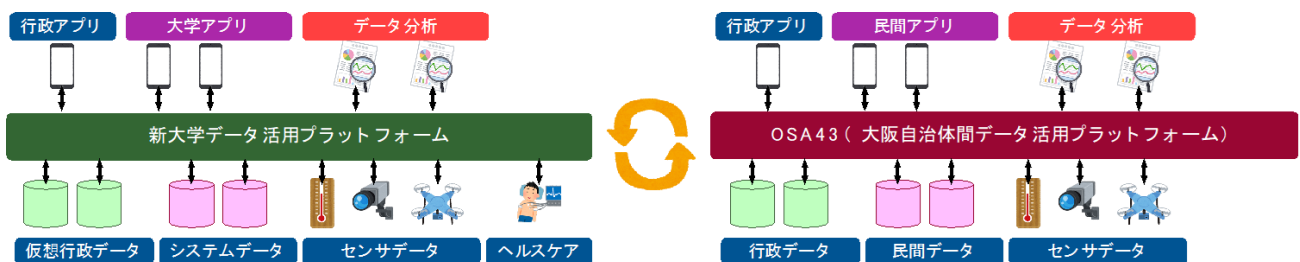 行政アプリ
大学アプリ
データ分析
新大学データ活用プラットフォーム
仮想行政データ
システムデータ
センサデータ
ヘルスケア
行政アプリ
民間アプリ
データ分析
OSA43(大阪自治体間データ活用プラットフォーム)
行政データ
民間データ
センサデータ